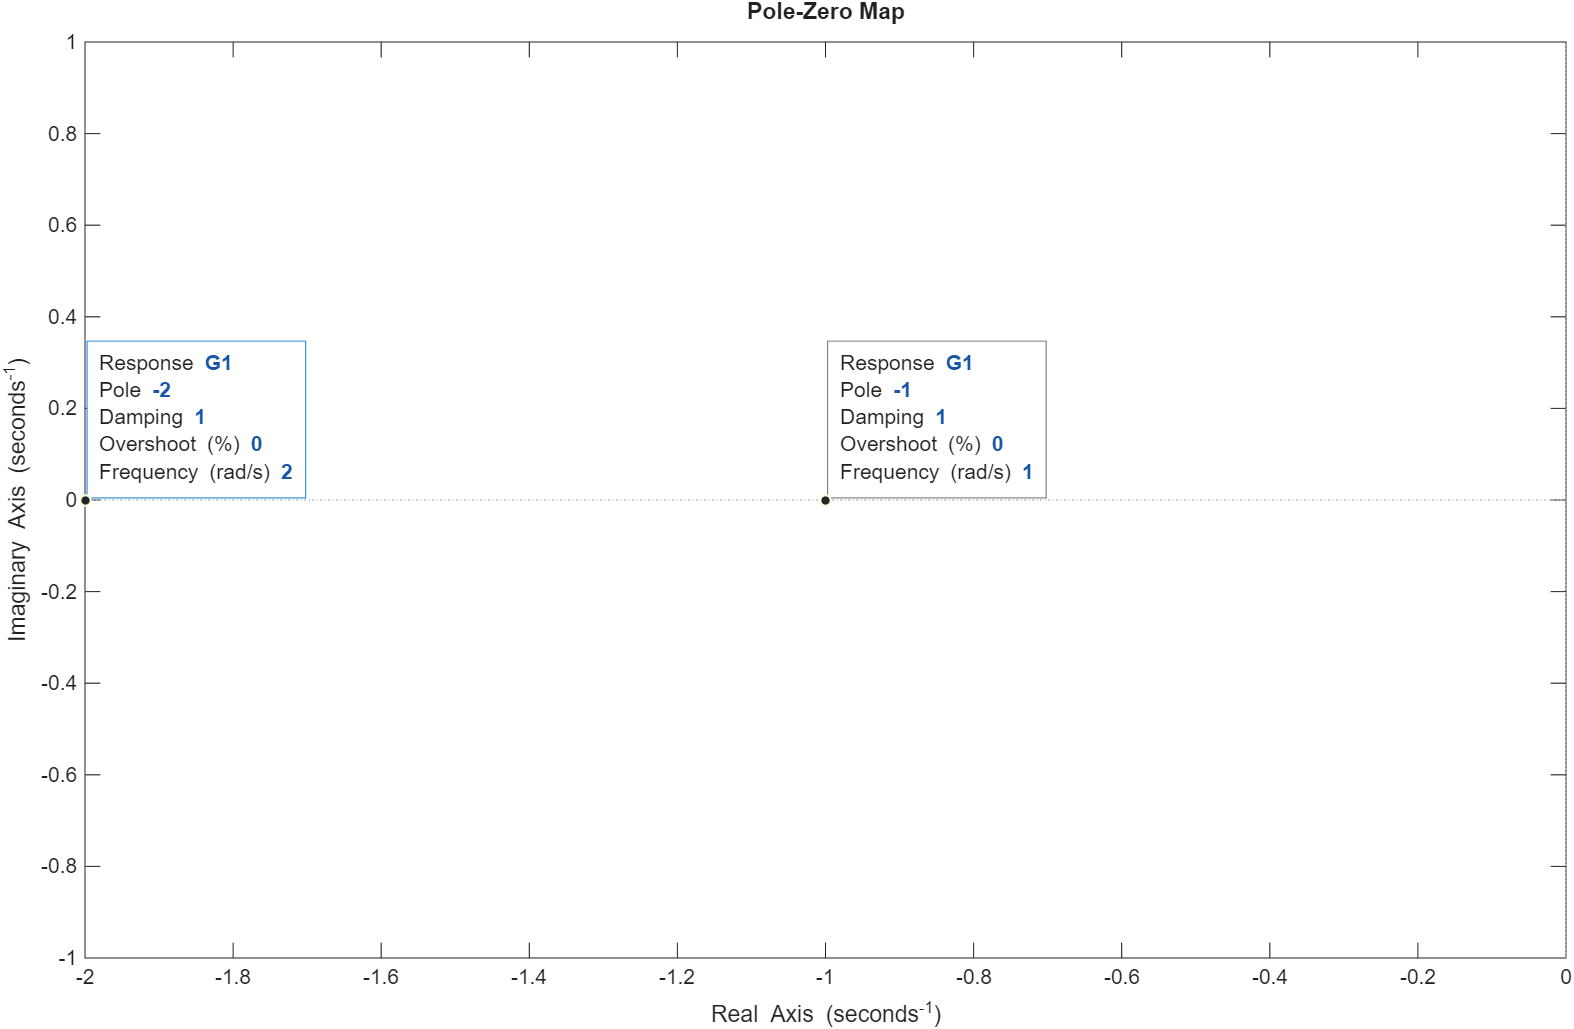 Pole-Zero Map
1
0.8
0.6
0.4
0.2
0
-0.2
-0.4
-0.6
-0.8
-1
Imaginary Axis (seconds-1)
Response G1
Pole -2
Damping 1
Overshoot (%) 0
Frequency (rad/s) 2
Response G1
Pole -1
Damping 1
Overshoot (%) 0
Frequency (rad/s) 1
-2 -1.8 -1.6 -1.4 -1.2 -1 -0.8 -0.6 -0.4 -0.2 0
Real Axis (seconds-1)